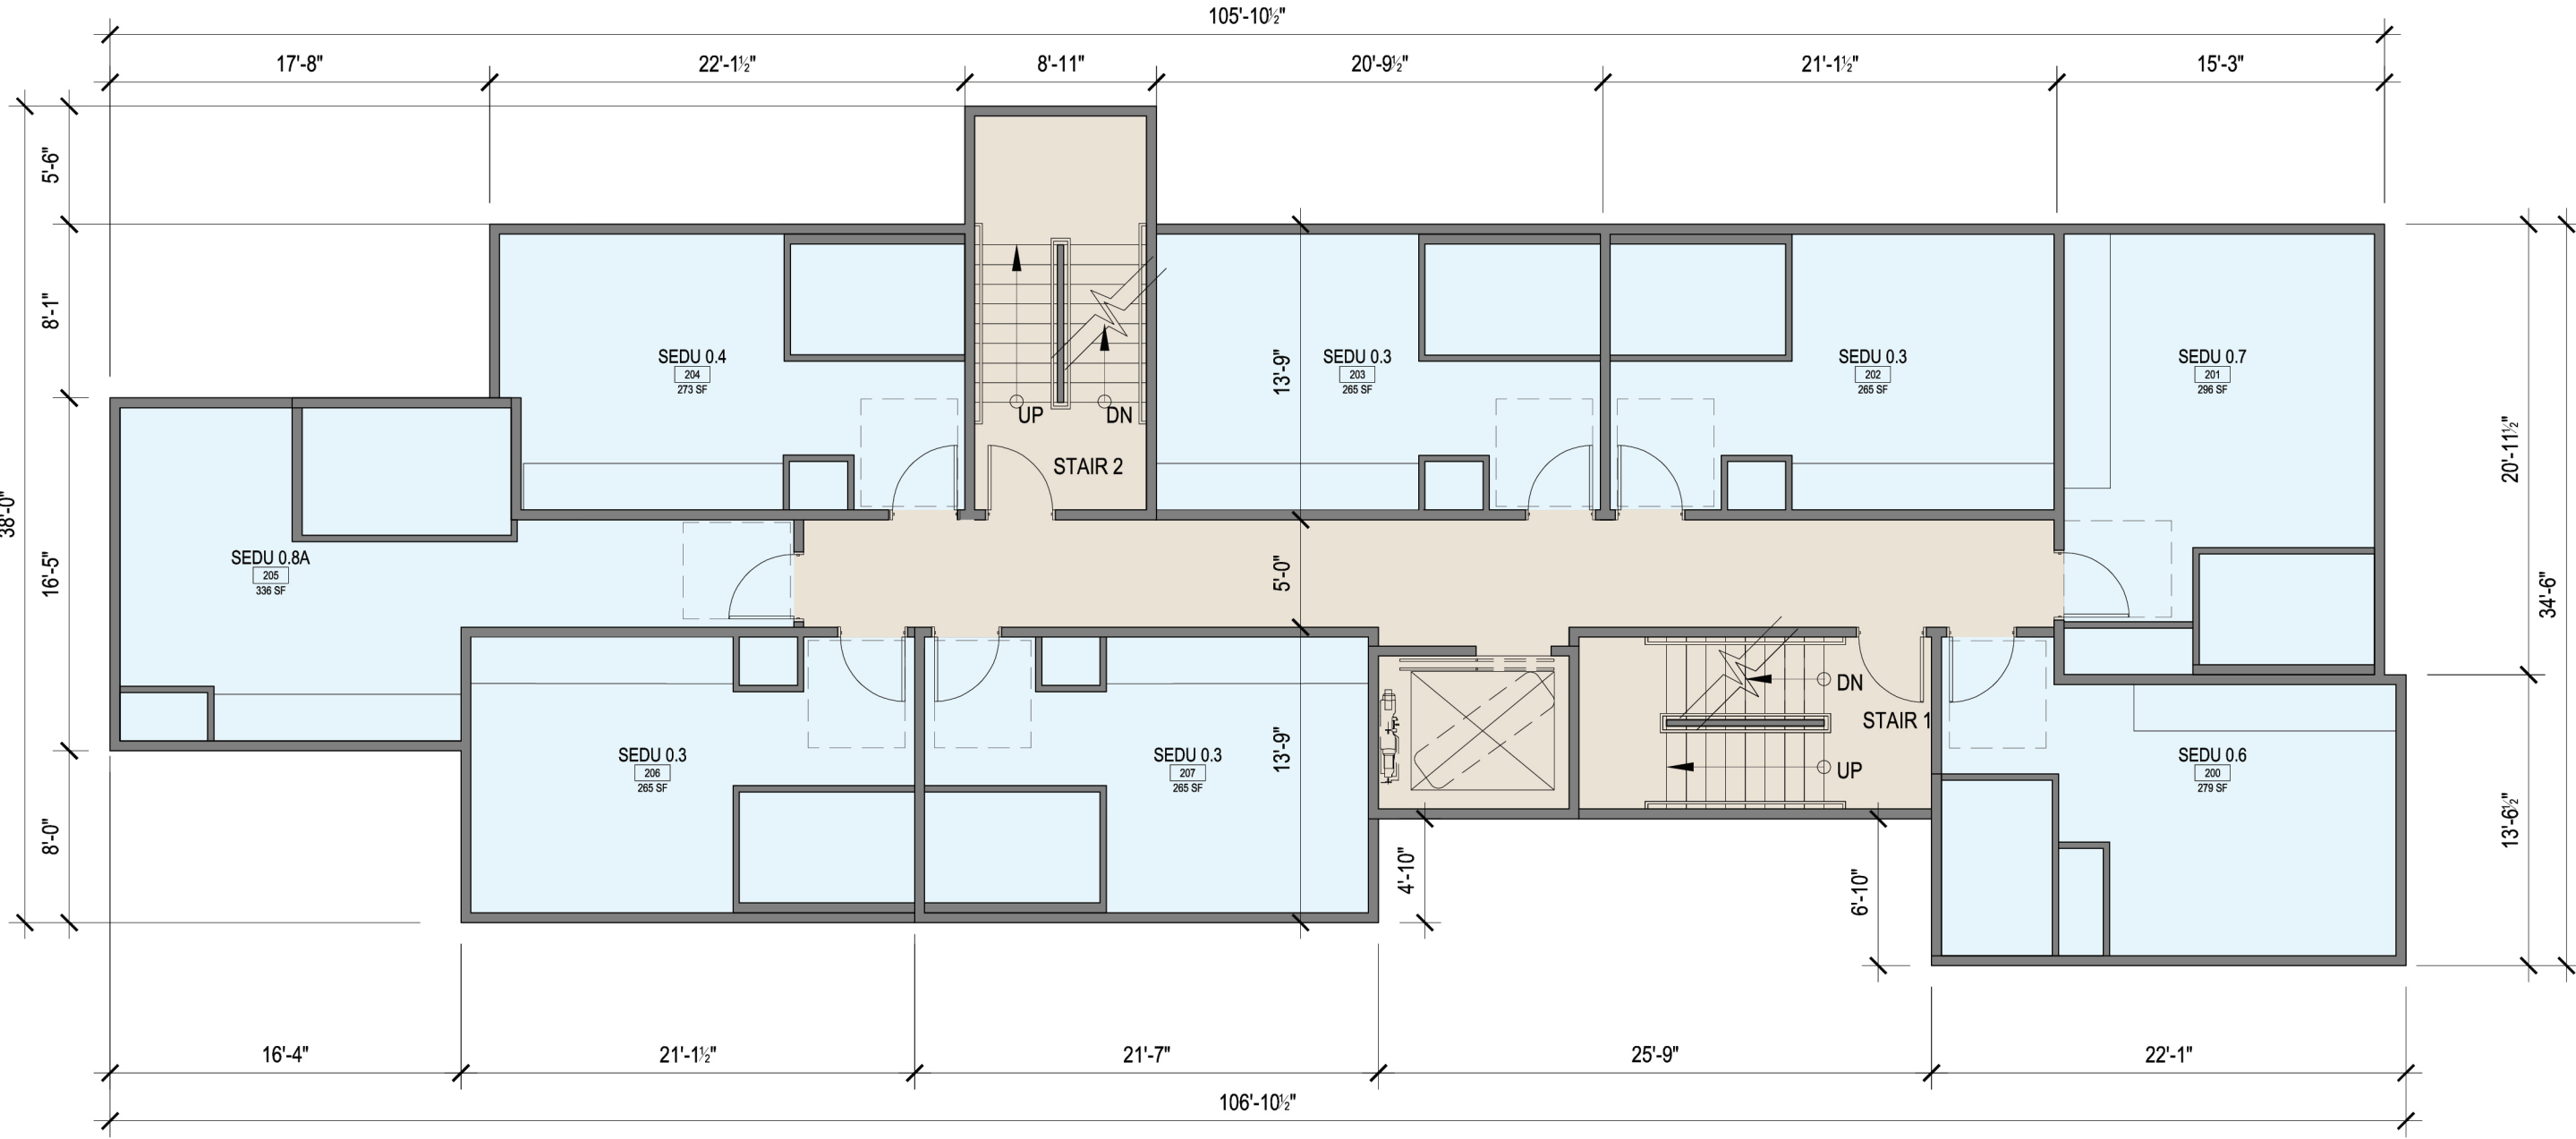 105'-10½"
17'-8"
22'-1½"
8'-11"
20'-9½"
21'-1½"
15'-3"
5'-6"
8'-1"
38'-0"
16'-5"
8'-0"
SEDU 0.4
204
273 SF
UP
DN
STAIR 2
13'-9"
SEDU 0.3
203
265 SF
SEDU 0.3
202
265 SF
SEDU 0.7
201
296 SF
20'-11½"
34'-6"
SEDU 0.8A
205
336 SF
5'-0"
SEDU 0.3
206
265 SF
SEDU 0.3
207
265 SF
13'-9"
DN
STAIR 1
UP
SEDU 0.6
200
279 SF
13'-6½"
4'-10"
6'-10"
16'-4"
21'-1½"
21'-7"
25'-9"
22'-1"
106'-10½"